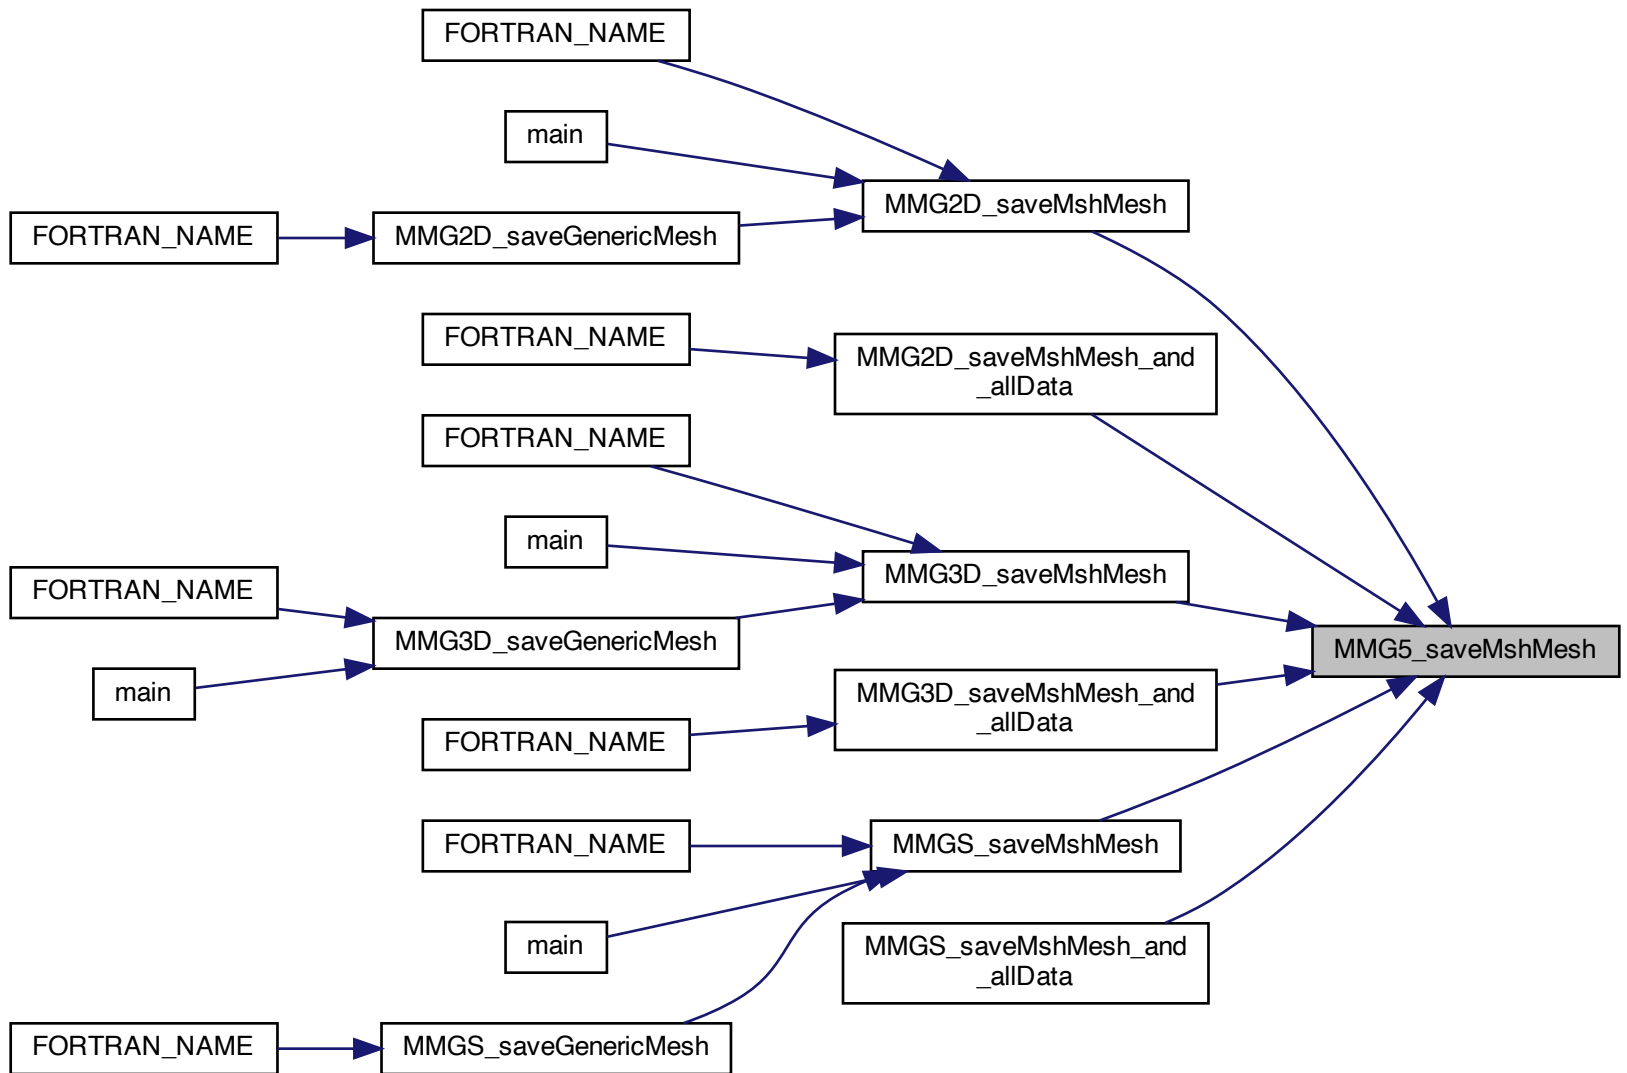 FORTRAN_NAME
main
MMG2D_saveMshMesh
FORTRAN_NAME
MMG2D_saveGenericMesh
FORTRAN_NAME
MMG2D_saveMshMesh_and
_allData
FORTRAN_NAME
main
MMG3D_saveMshMesh
FORTRAN_NAME
MMG3D_saveGenericMesh
MMG5_saveMshMesh
main
MMG3D_saveMshMesh_and
_allData
FORTRAN_NAME
FORTRAN_NAME
MMGS_saveMshMesh
main
MMGS_saveMshMesh_and
_allData
FORTRAN_NAME
MMGS_saveGenericMesh